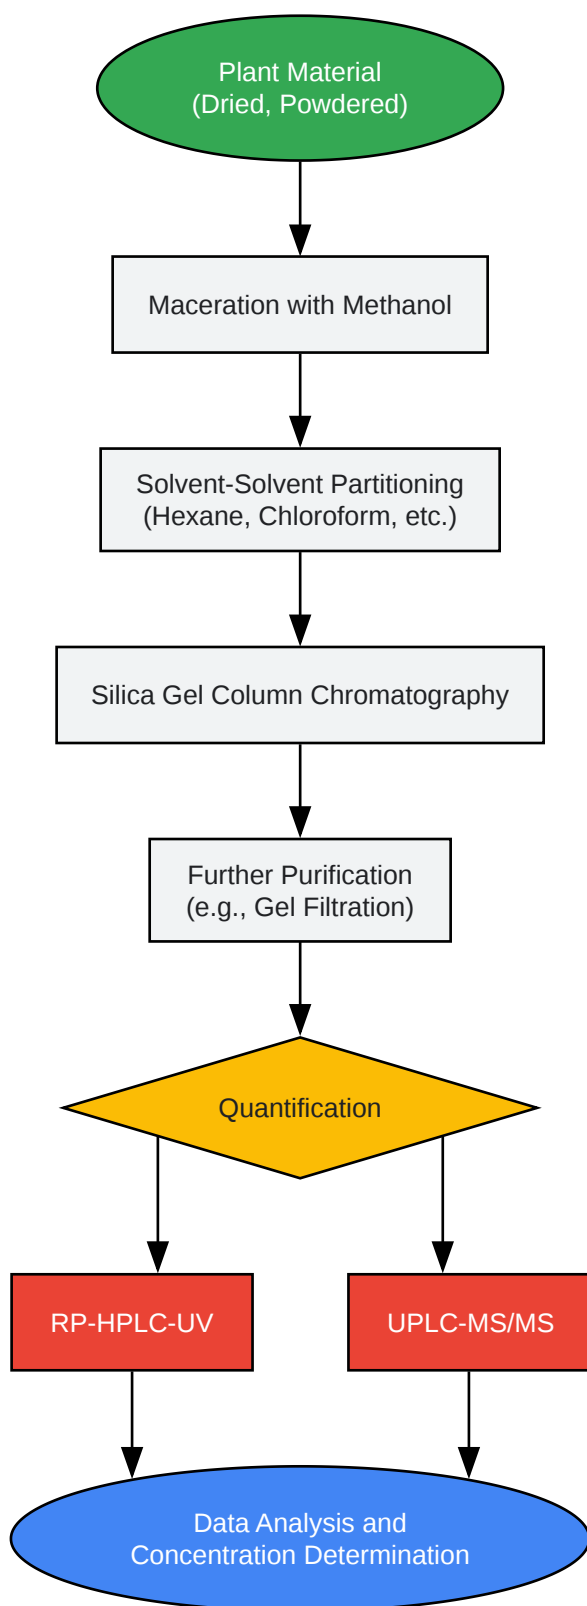 Plant Material
(Dried, Powdered)
Maceration with Methanol
Solvent-Solvent Partitioning
(Hexane, Chloroform, etc.)
Silica Gel Column Chromatography
Further Purification
(e.g., Gel Filtration)
Quantification
RP-HPLC-UV
UPLC-MS/MS
Data Analysis and
Concentration Determination